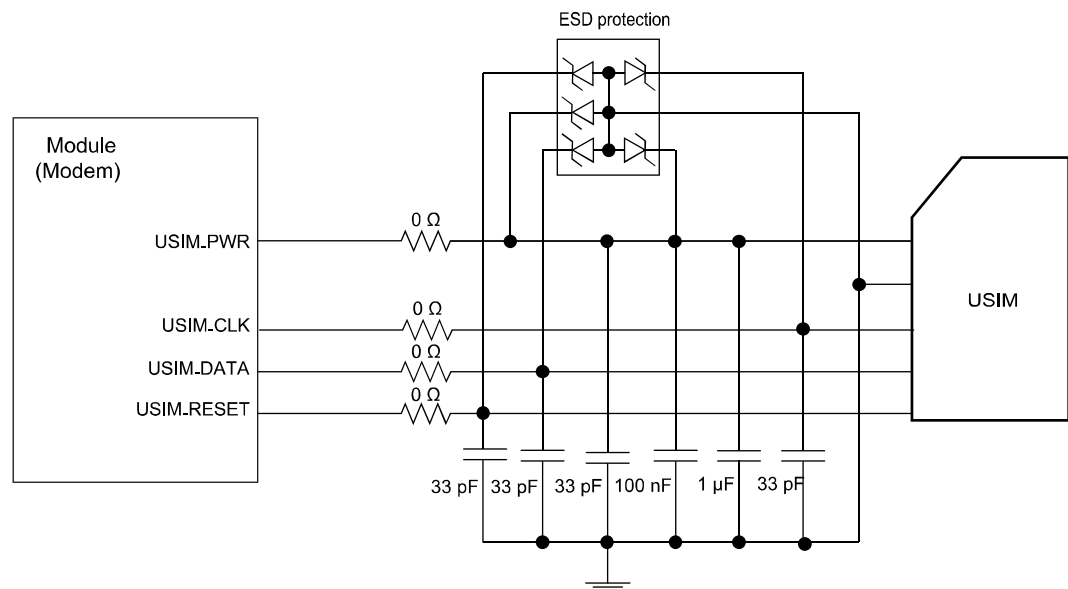 ESD protection
Module
(Modem)
0 Ω
USIM_PWR
USIM
0 Ω
USIM_CLK
0 Ω
USIM_DATA
0 Ω
USIM_RESET
33 pF
33 pF
33 pF
100 nF
1 µF
33 pF